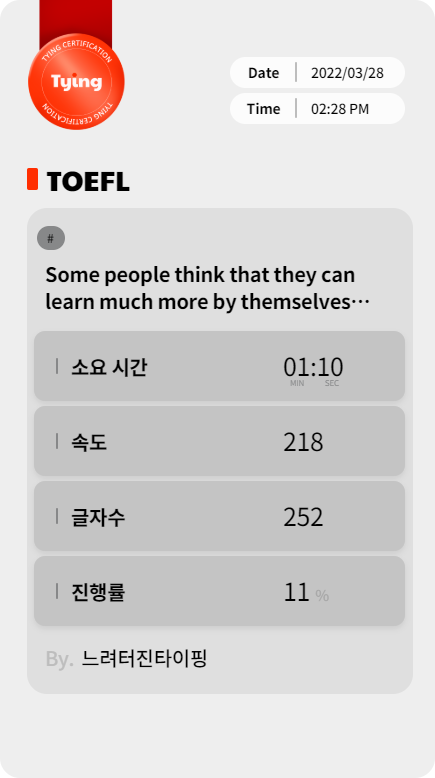 TYING CERTIFICATION
Tying
TYING CERTIFICATION
Date 2022/03/28
Time 02:28 PM
TOEFL
#
Some people think that they can
learn much more by themselves…
소요 시간 01:10
MIN SEC
속도 218
글자수 252
진행률 11 %
By. 느려터진타이핑